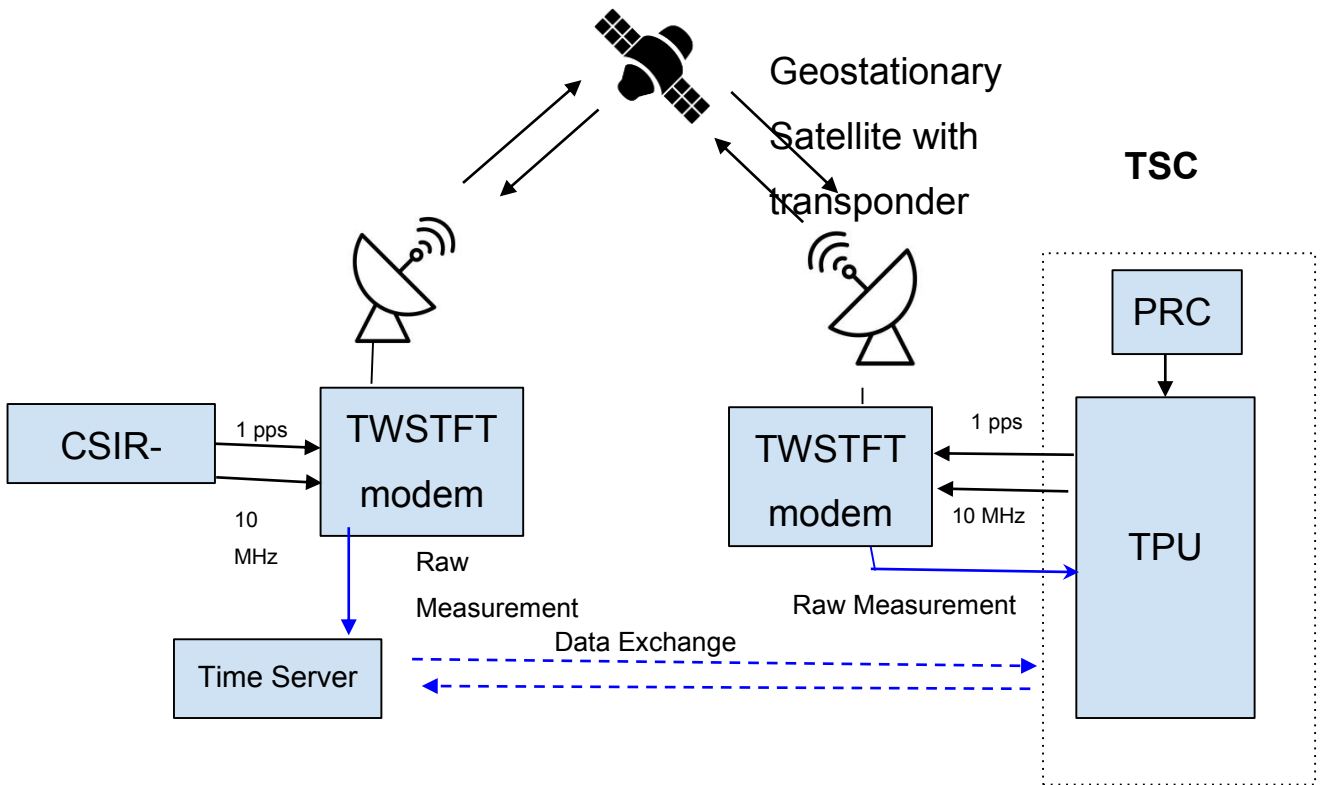 Geostationary
Satellite with
transponder
TSC
PRC
CSIR-
1 pps
10
MHz
TWSTFT
modem
TWSTFT
modem
1 pps
10 MHz
TPU
Raw
Measurement
Raw Measurement
Data Exchange
Time Server